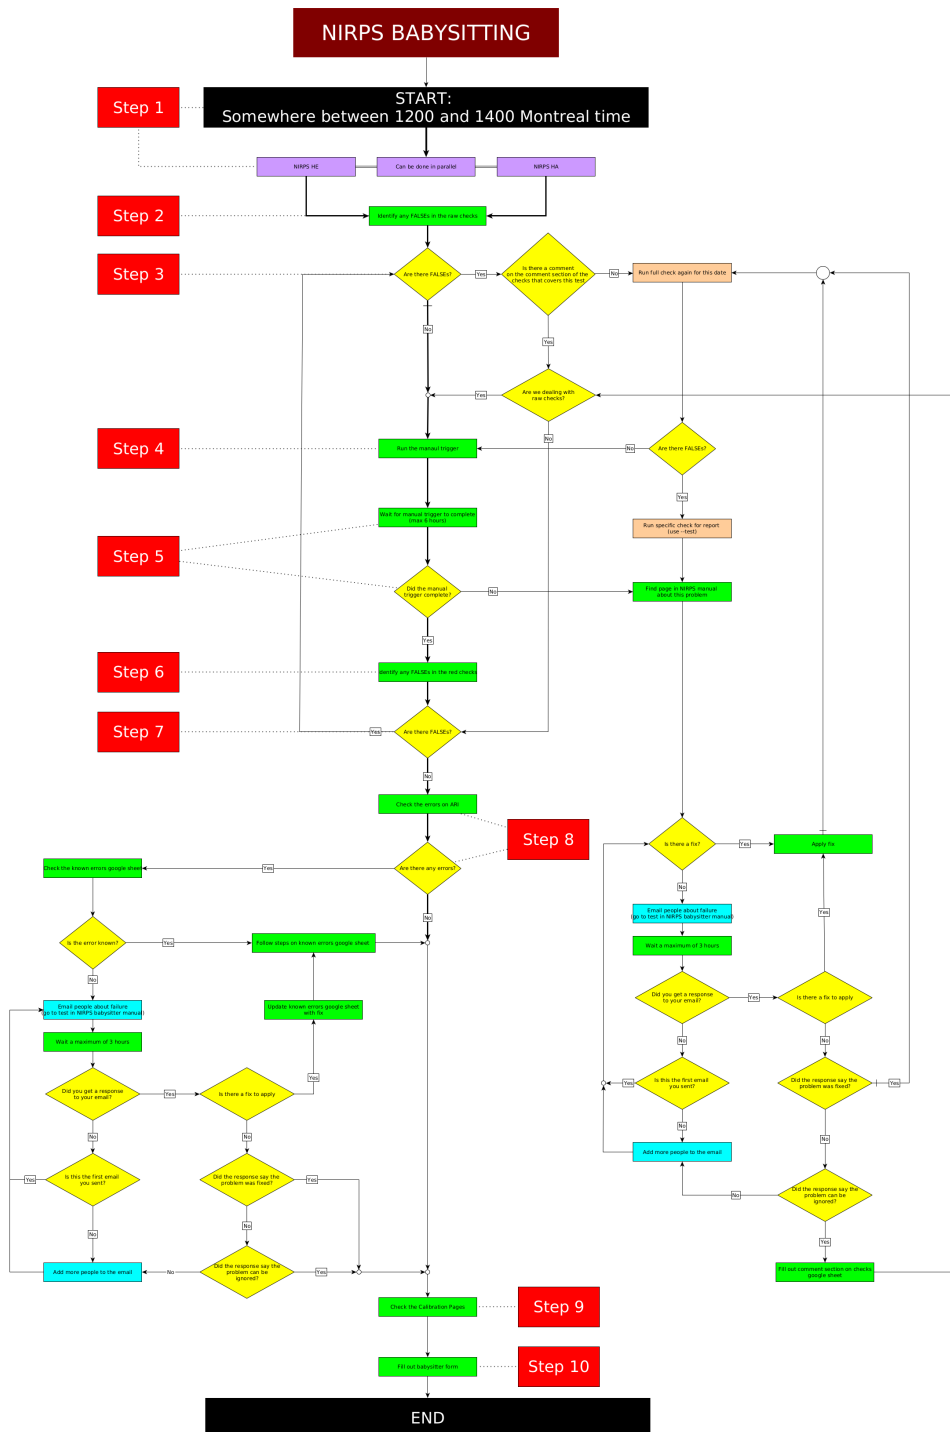 NIRPS BABYSITTING
START:
Somewhere between 1200 and 1400 Montreal time
Step 1
NIRPS HE
Can be done in parallel
NIRPS HA
Step 2
Identify any FALSEs in the raw checks
Step 3
Are there FALSEs?
Yes
Is there a comment
on the comment section of the
checks that covers this test
No
Run full check again for this date
No
Yes
Are we dealing with
raw checks?
Yes
No
Step 4
Run the manaul trigger
No
Are there FALSEs?
Yes
Wait for manual trigger to complete
(max 6 hours)
Run specific check for report
(use --test)
Step 5
Did the manual
trigger complete?
No
Find page in NIRPS manual
about this problem
Yes
Step 6
Identify any FALSEs in the red checks
Step 7
Yes
Are there FALSEs?
No
Check the errors on ARI
Step 8
Is there a fix?
Yes
Apply fix
Check the known errors google sheet
Yes
Are there any errors?
No
No
Email people about failure
(go to test in NIRPS babysitter manual)
Yes
Is the error known?
Yes
Follow steps on known errors google sheet
Wait a maximum of 3 hours
No
Email people about failure
(go to test in NIRPS babysitter manual)
Update known errors google sheet
with fix
Did you get a response
to your email?
Yes
Is there a fix to apply
Wait a maximum of 3 hours
No
No
Yes
Did you get a response
to your email?
Yes
Is there a fix to apply
Yes
Is this the first email
you sent?
Did the response say the
problem was fixed?
Yes
No
No
No
No
Add more people to the email
Yes
Is this the first email
you sent?
Did the response say the
problem was fixed?
Yes
No
Did the response say the
problem can be
ignored?
No
No
Yes
Add more people to the email
No
Did the response say the
problem can be
ignored?
Yes
Fill out comment section on checks
google sheet
Check the Calibration Pages
Step 9
Fill out babysitter form
Step 10
END